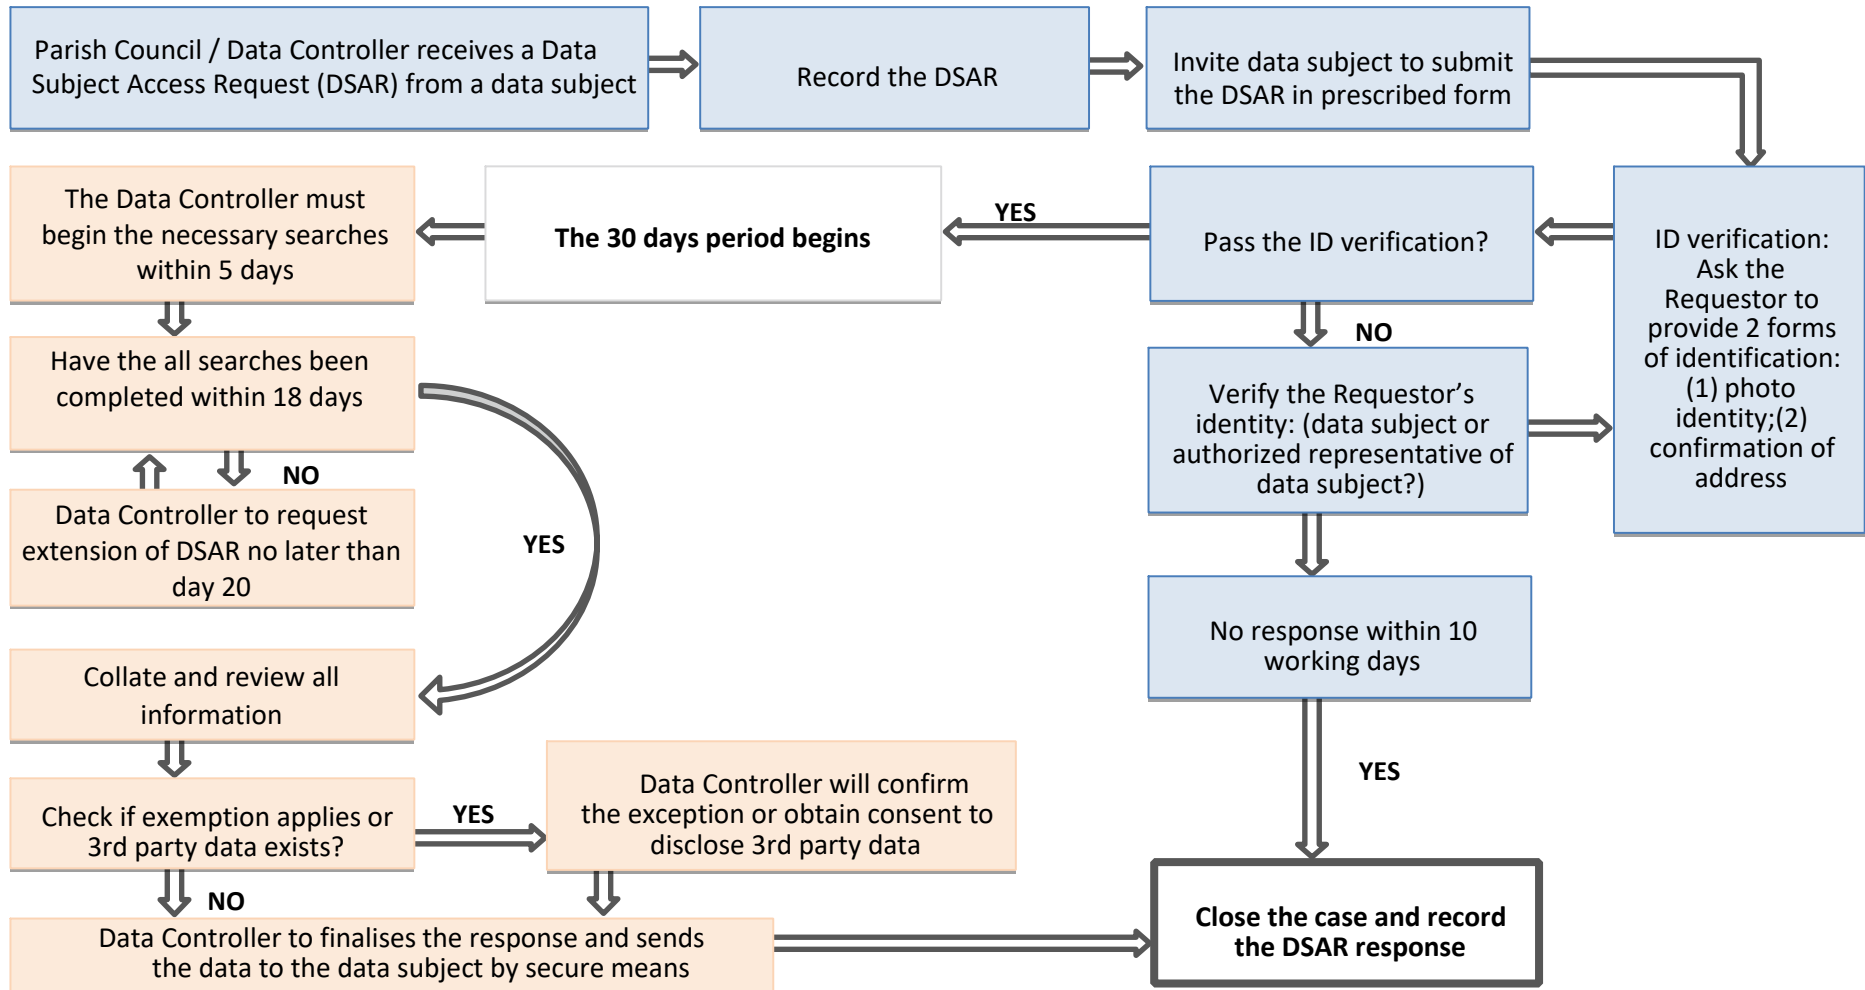 Parish Council / Data Controller receives a Data
Subject Access Request (DSAR) from a data subject
Record the DSAR
Invite data subject to submit
the DSAR in prescribed form
ID verification:
Ask the
Requestor to
provide 2 forms
of identification:
(1) photo
identity;(2)
confirmation of
address
Pass the ID verification?
YES
The 30 days period begins
The Data Controller must
begin the necessary searches
within 5 days
NO
Verify the Requestor’s
identity: (data subject or
authorized representative of
data subject?)
No response within 10
working days
YES
Have the all searches been
completed within 18 days
NO
Data Controller to request
extension of DSAR no later than
day 20
YES
Collate and review all
information
Check if exemption applies or
3rd party data exists?
YES
Data Controller will confirm
the exception or obtain consent to
disclose 3rd party data
NO
Data Controller to finalises the response and sends
the data to the data subject by secure means
Close the case and record
the DSAR response